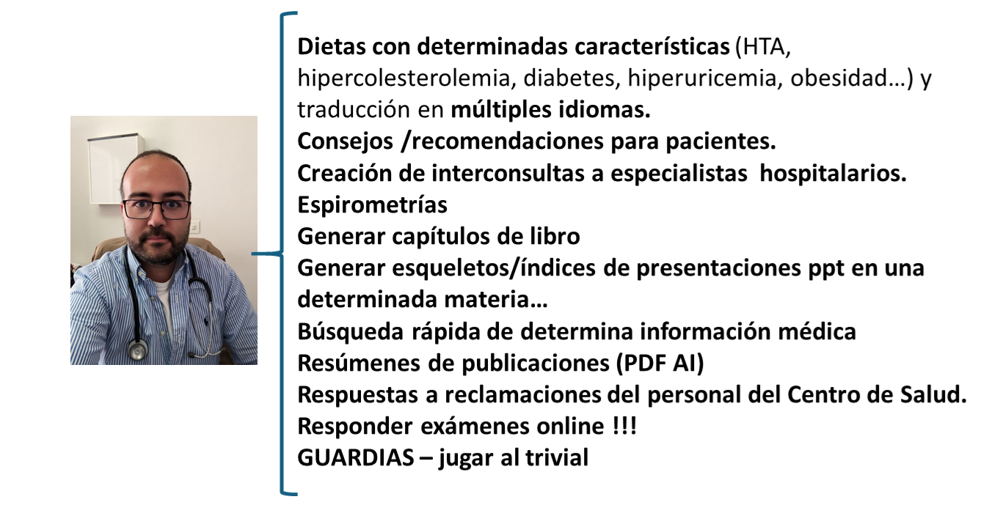 Dietas con determinadas características (HTA,
hipercolesterolemia, diabetes, hiperuricemia, obesidad…) y
traducción en múltiples idiomas.
Consejos /recomendaciones para pacientes.
Creación de interconsultas a especialistas  hospitalarios.
Espirometrías
Generar capítulos de libro
Generar esqueletos/índices de presentaciones ppt en una
determinada materia…
Búsqueda rápida de determina información médica
Resúmenes de publicaciones (PDF AI)
Respuestas a reclamaciones del personal del Centro de Salud.
Responder exámenes online !!!
GUARDIAS – jugar al trivial